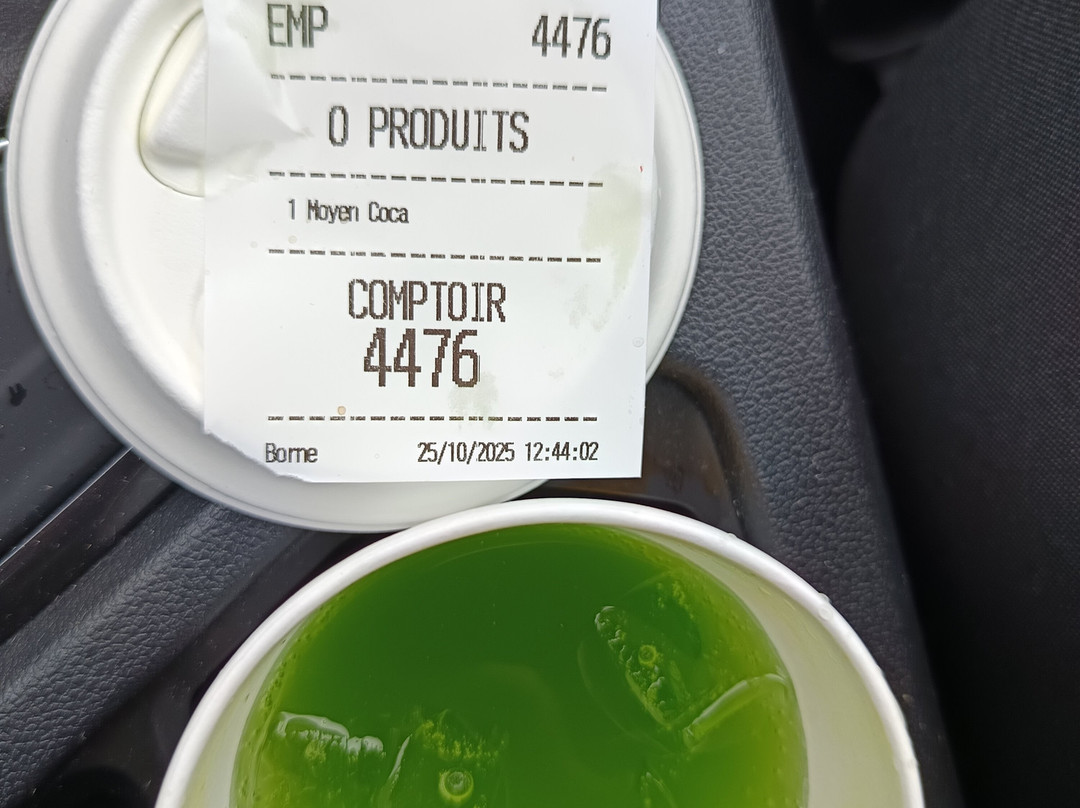 EMP 4476
0 PRODUITS
1 Moyen Coca
COMPTOIR
4476
Borne 25/10/2025 12:44:02